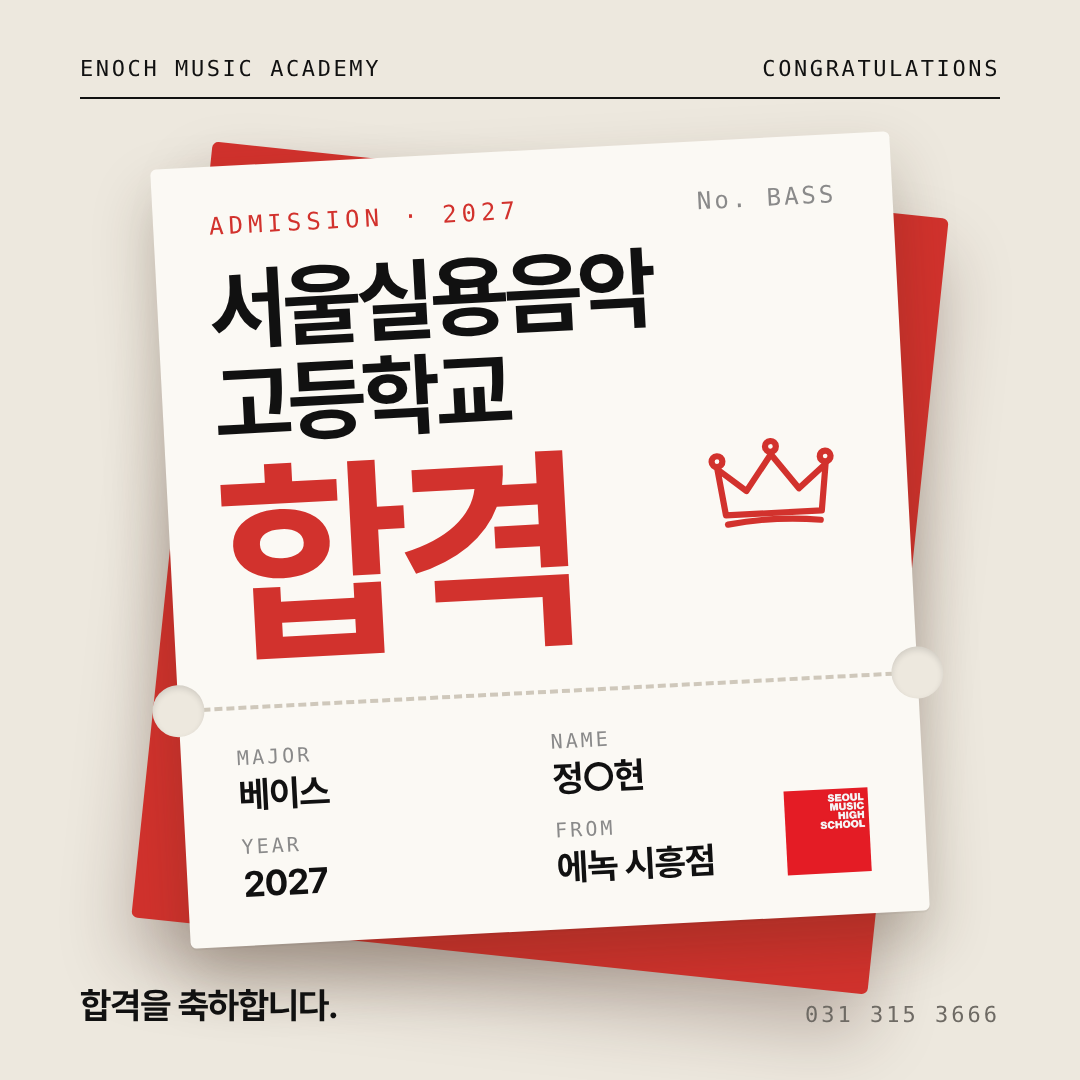 ENOCH MUSIC ACADEMY
CONGRATULATIONS
ADMISSION · 2027
No. BASS
서울실용음악
고등학교
합격
MAJOR
베이스
NAME
정○현
YEAR
2027
FROM
에녹 시흥점
SEOUL
MUSIC
HIGH
SCHOOL
합격을 축하합니다.
031 315 3666